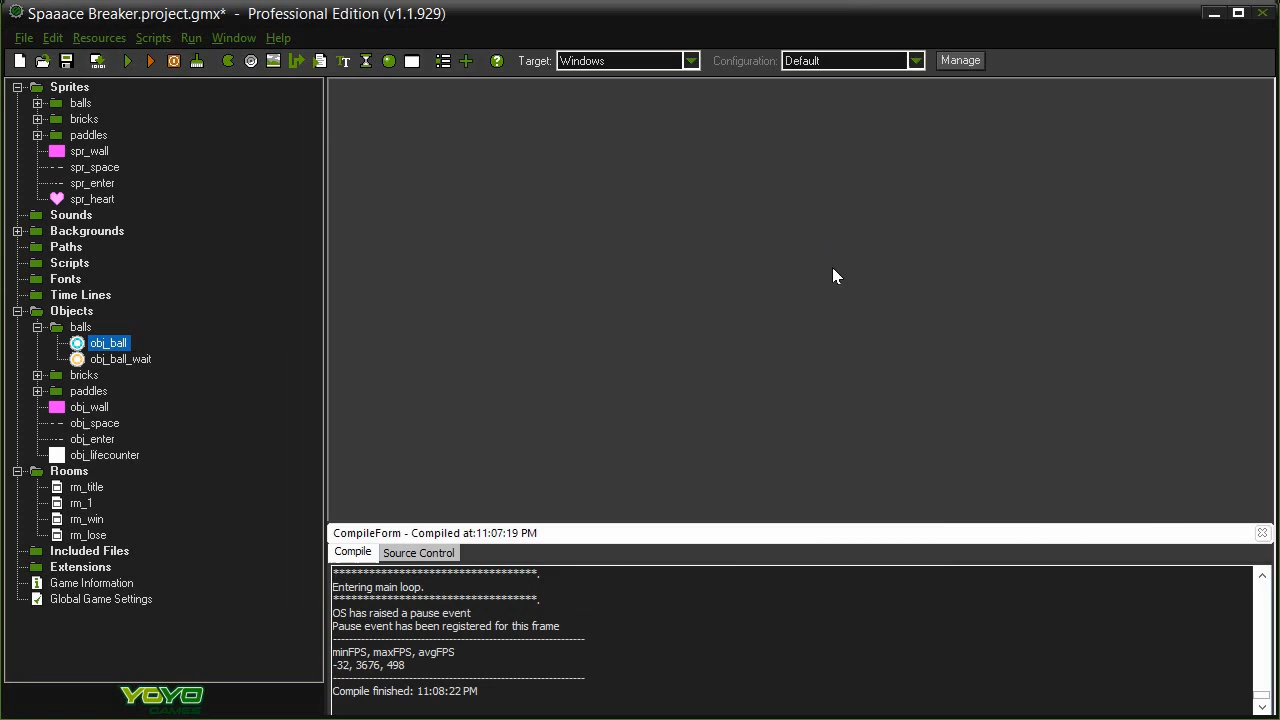 Spaaace Breaker.project.gmx* - Professional Edition (v1.1.929)
File Edit Resources Scripts Run Window Help
Target: Windows Configuration: Default Manage
Sprites
balls
bricks
paddles
spr_wall
spr_space
spr_enter
spr_heart
Sounds
Backgrounds
Paths
Scripts
Fonts
Time Lines
Objects
balls
obj_ball
obj_ball_wait
bricks
paddles
obj_wall
obj_space
obj_enter
obj_lifecounter
Rooms
rm_title
rm_1
rm_win
rm_lose
Included Files
Extensions
Game Information
Global Game Settings
YOYO
GAMES
CompileForm - Compiled at:11:07:19 PM
Compile Source Control
***********************************.
Entering main loop.
***********************************.
OS has raised a pause event
Pause event has been registered for this frame
---------------------------------------------------------------
minFPS, maxFPS, avgFPS
-32, 3676, 498
---------------------------------------------------------------
Compile finished: 11:08:22 PM